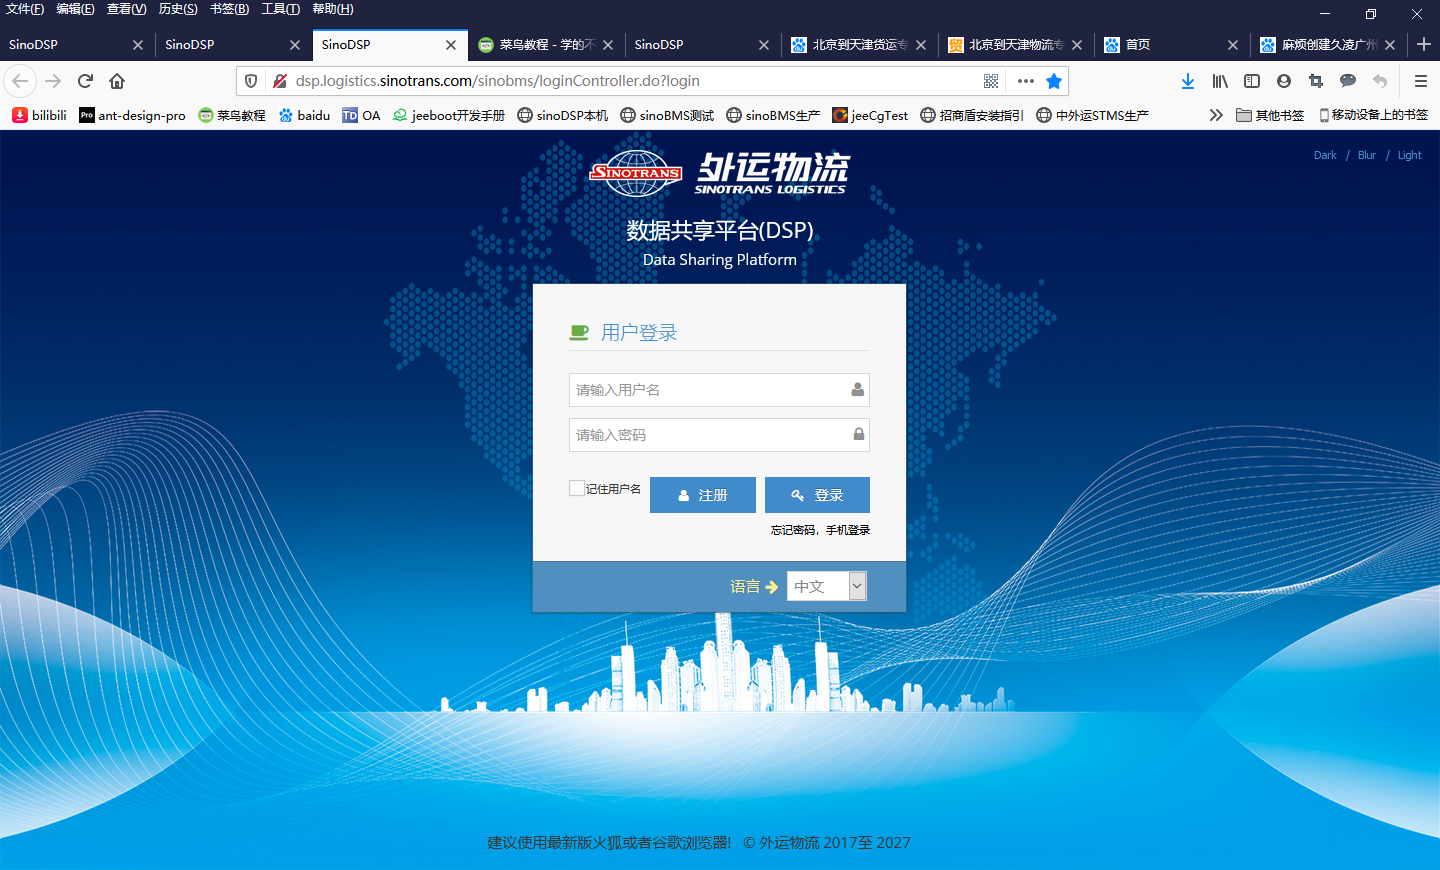 文件(F) 编辑(E) 查看(V) 历史(S) 书签(B) 工具(T) 帮助(H)
SinoDSP SinoDSP SinoDSP 菜鸟教程 - 学的不 SinoDSP 北京到天津货运专 北京到天津物流专 首页 麻烦创建久凌广州
dsp.logistics.sinotrans.com/sinobms/loginController.do?login
bilibili ant-design-pro 菜鸟教程 baidu OA jeeboot开发手册 sinoDSP本机 sinoBMS测试 sinoBMS生产 jeeCgTest 招商盾安装指引 中外运STMS生产 其他书签 移动设备上的书签
Dark / Blur / Light
SINOTRANS 外运物流
SINOTRANS LOGISTICS
数据共享平台(DSP)
Data Sharing Platform
用户登录
请输入用户名
请输入密码
记住用户名 注册 登录
忘记密码，手机登录
语言 中文
建议使用最新版火狐或者谷歌浏览器！ © 外运物流 2017至 2027